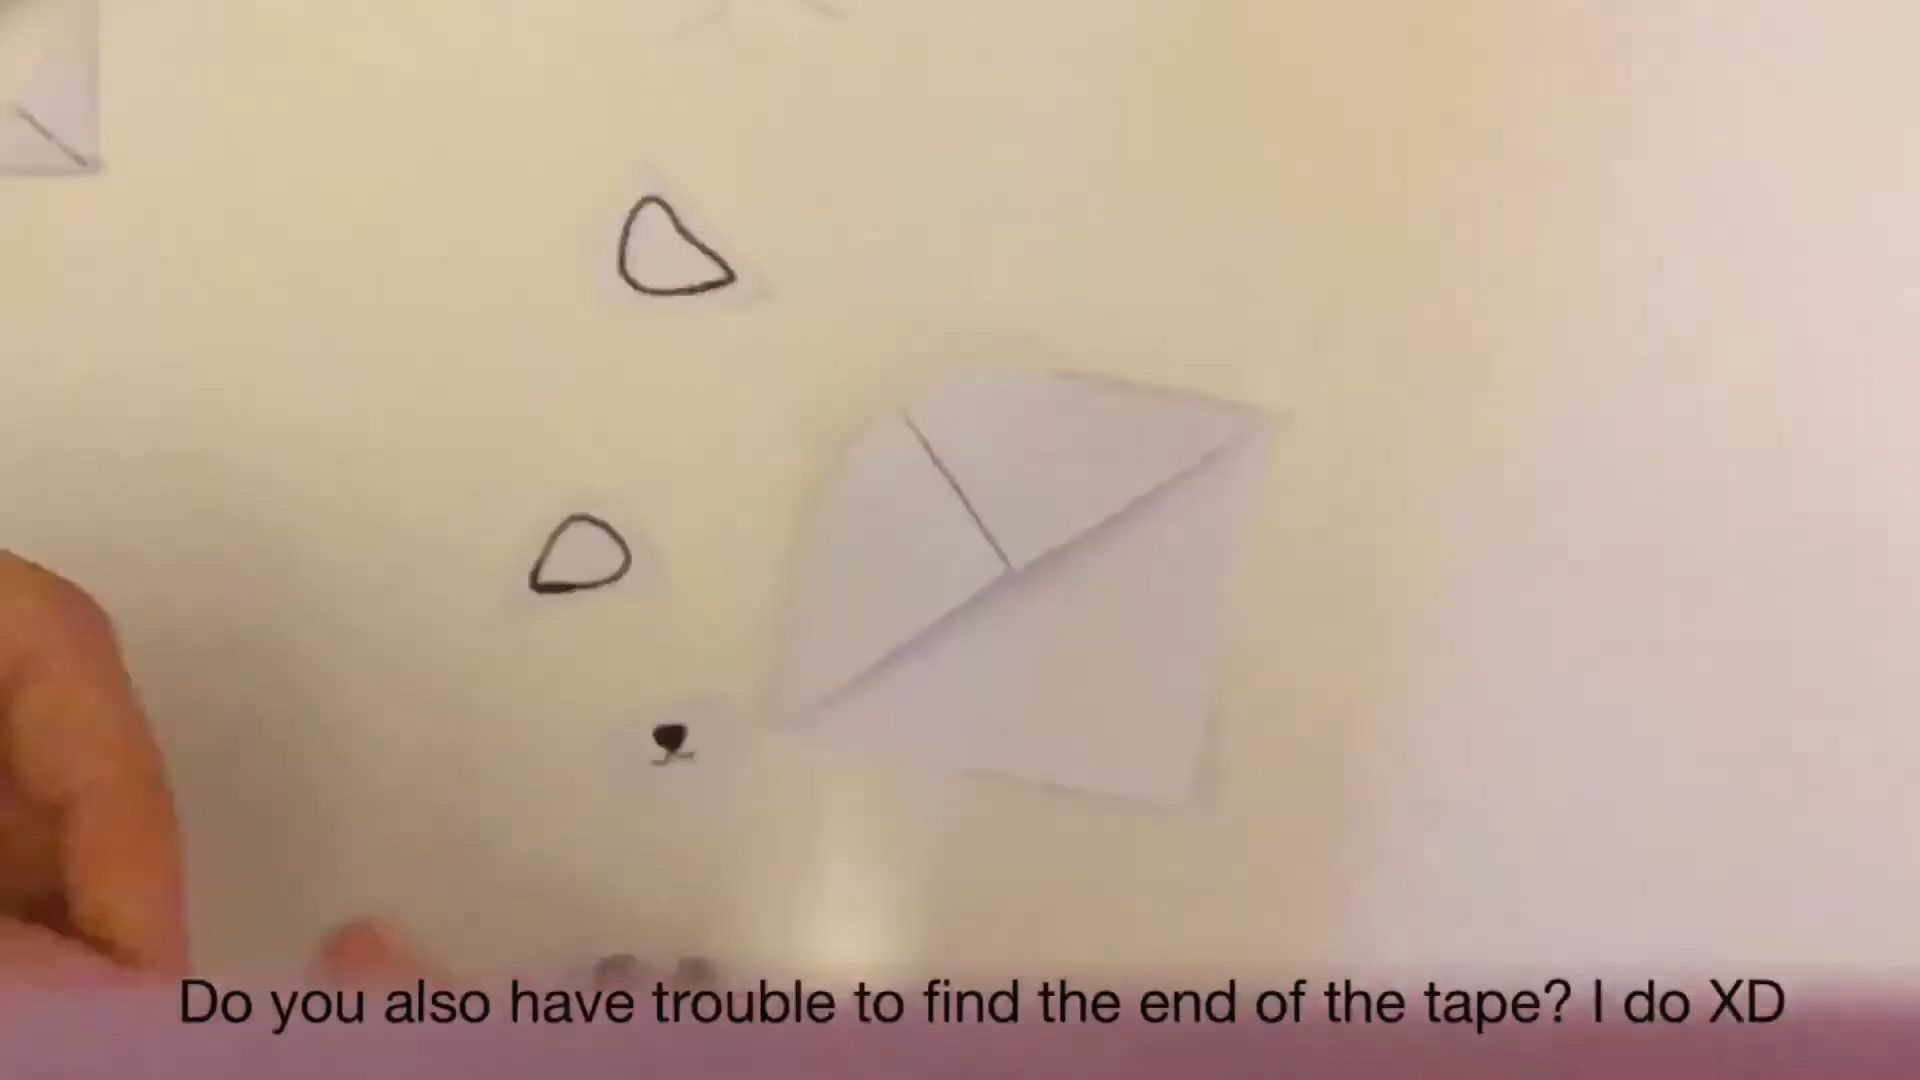 Do you also have trouble to find the end of the tape? I do XD